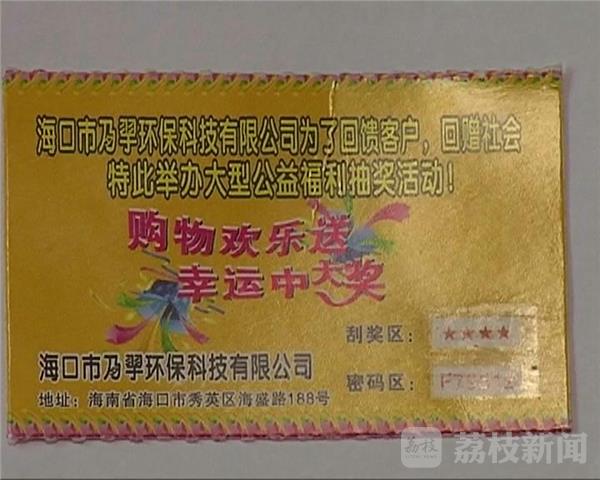 海口市乃翠环保科技有限公司为了回馈客户，回赠社会
特此举办大型公益福利抽奖活动！
购物欢乐送
幸运中大奖
刮奖区：★★★★
海口市乃翠环保科技有限公司
密码区：
地址：海南省海口市秀英区海盛路188号
荔枝新闻